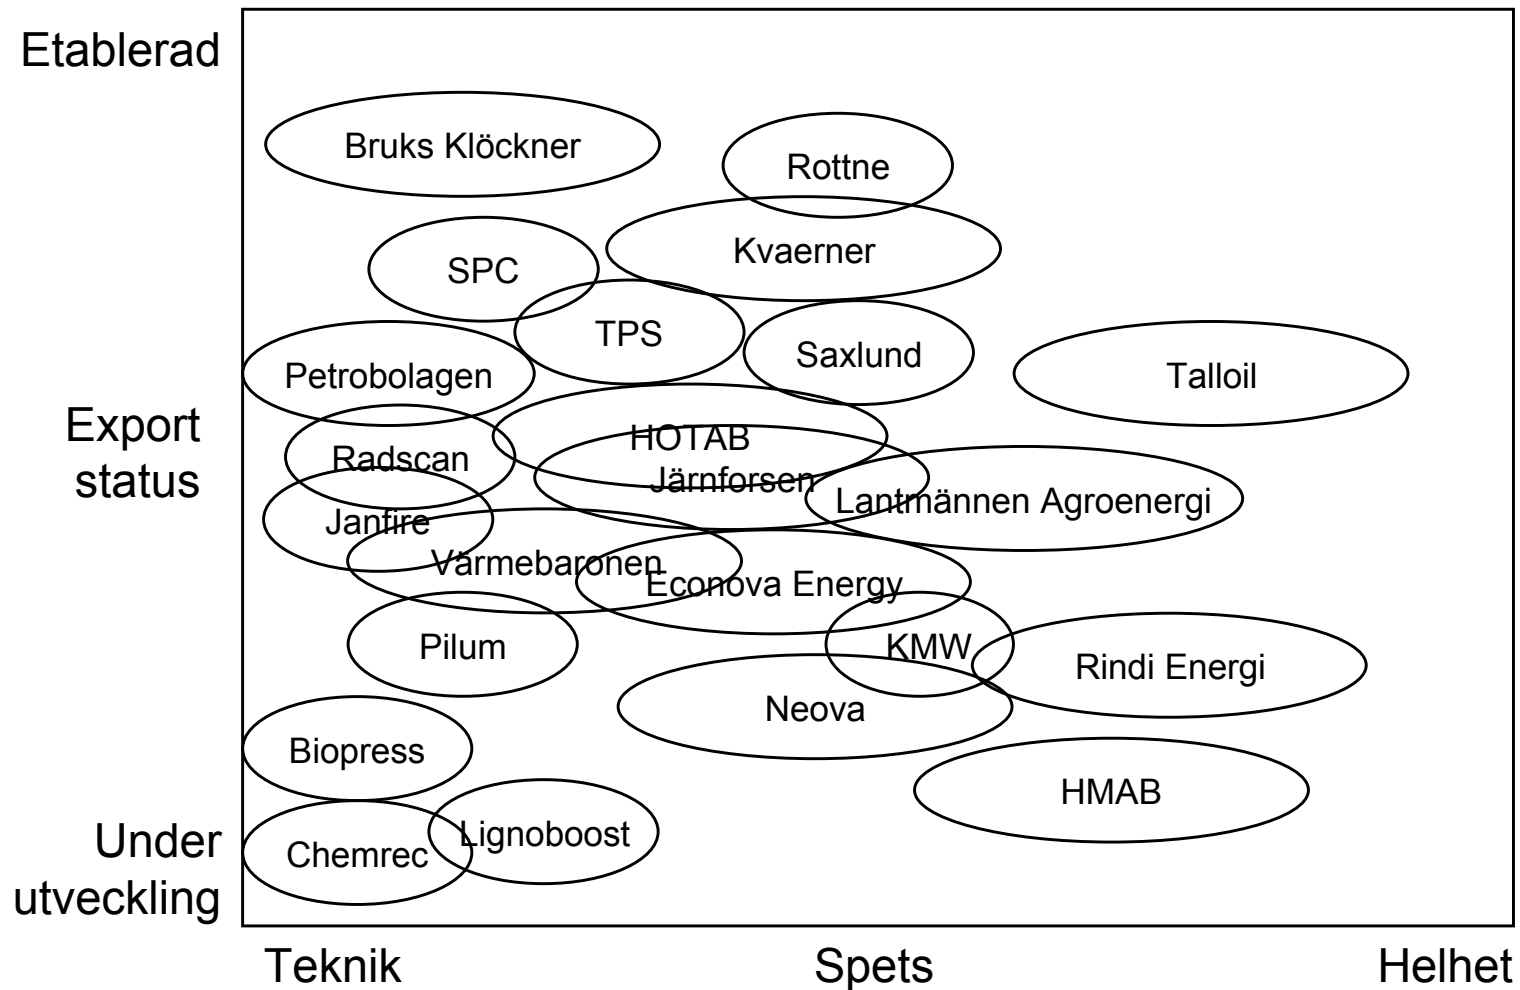 Etablerad
Bruks Klöckner
Rottne
Kvaerner
SPC
TPS
Saxlund
Petrobolagen
Talloil
Export
status
HOTAB
Radscan
Järnforsen
Lantmännen Agroenergi
Janfire
Värmebaronen
Econova Energy
Pilum
KMW
Rindi Energi
Neova
Biopress
HMAB
Under
utveckling
Lignoboost
Chemrec
Teknik
Spets
Helhet